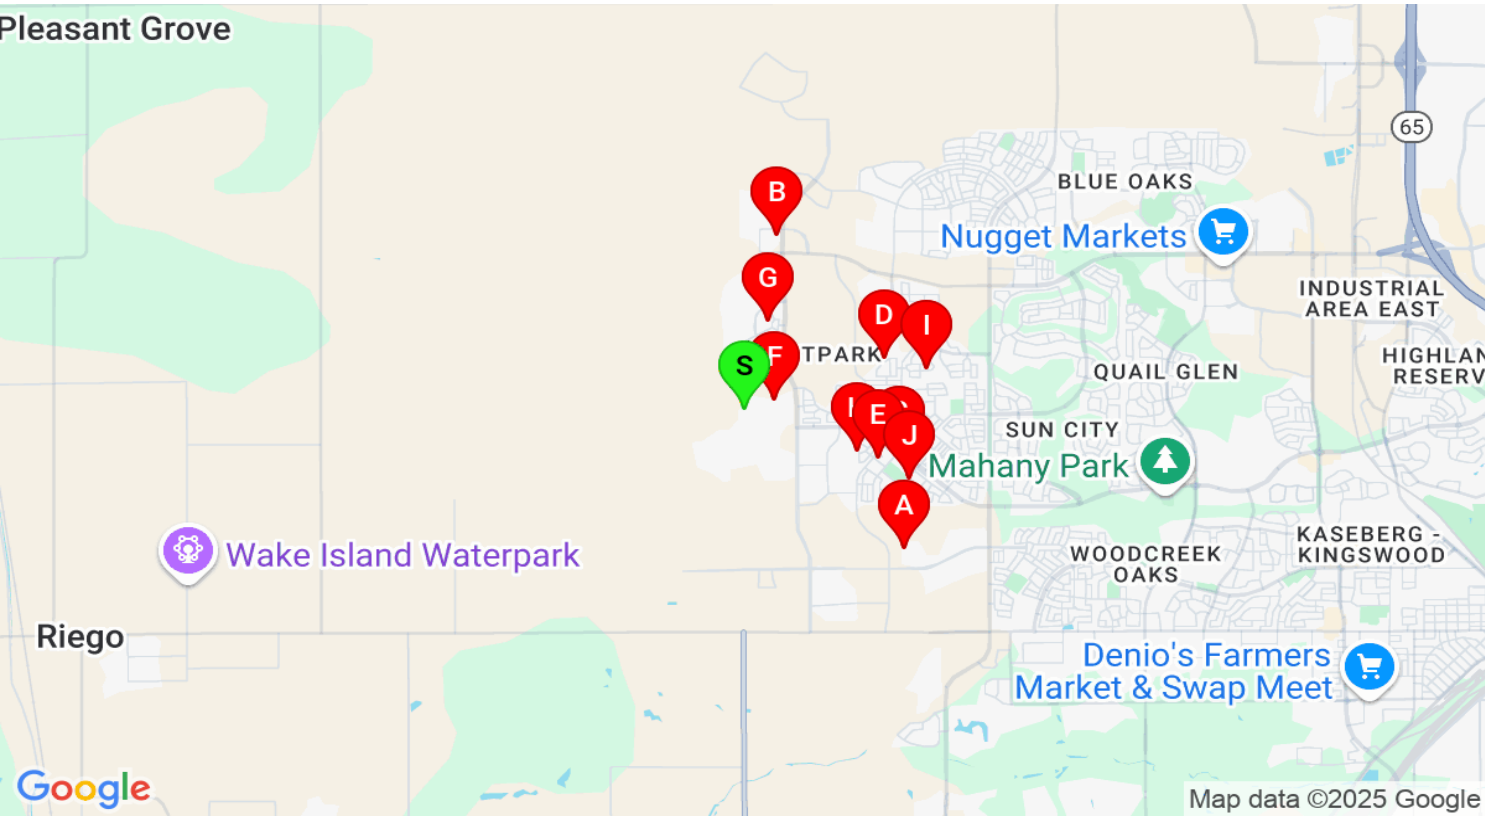 Pleasant Grove
65
BLUE OAKS
B
Nugget Markets
G
INDUSTRIAL
AREA EAST
D
I
S
F
TPARK
HIGHLAN
RESERV
QUAIL GLEN
E
J
SUN CITY
Mahany Park
A
Wake Island Waterpark
KASEBERG -
KINGSWOOD
WOODCREEK
OAKS
Riego
Denio's Farmers
Market & Swap Meet
Google
Map data ©2025 Google